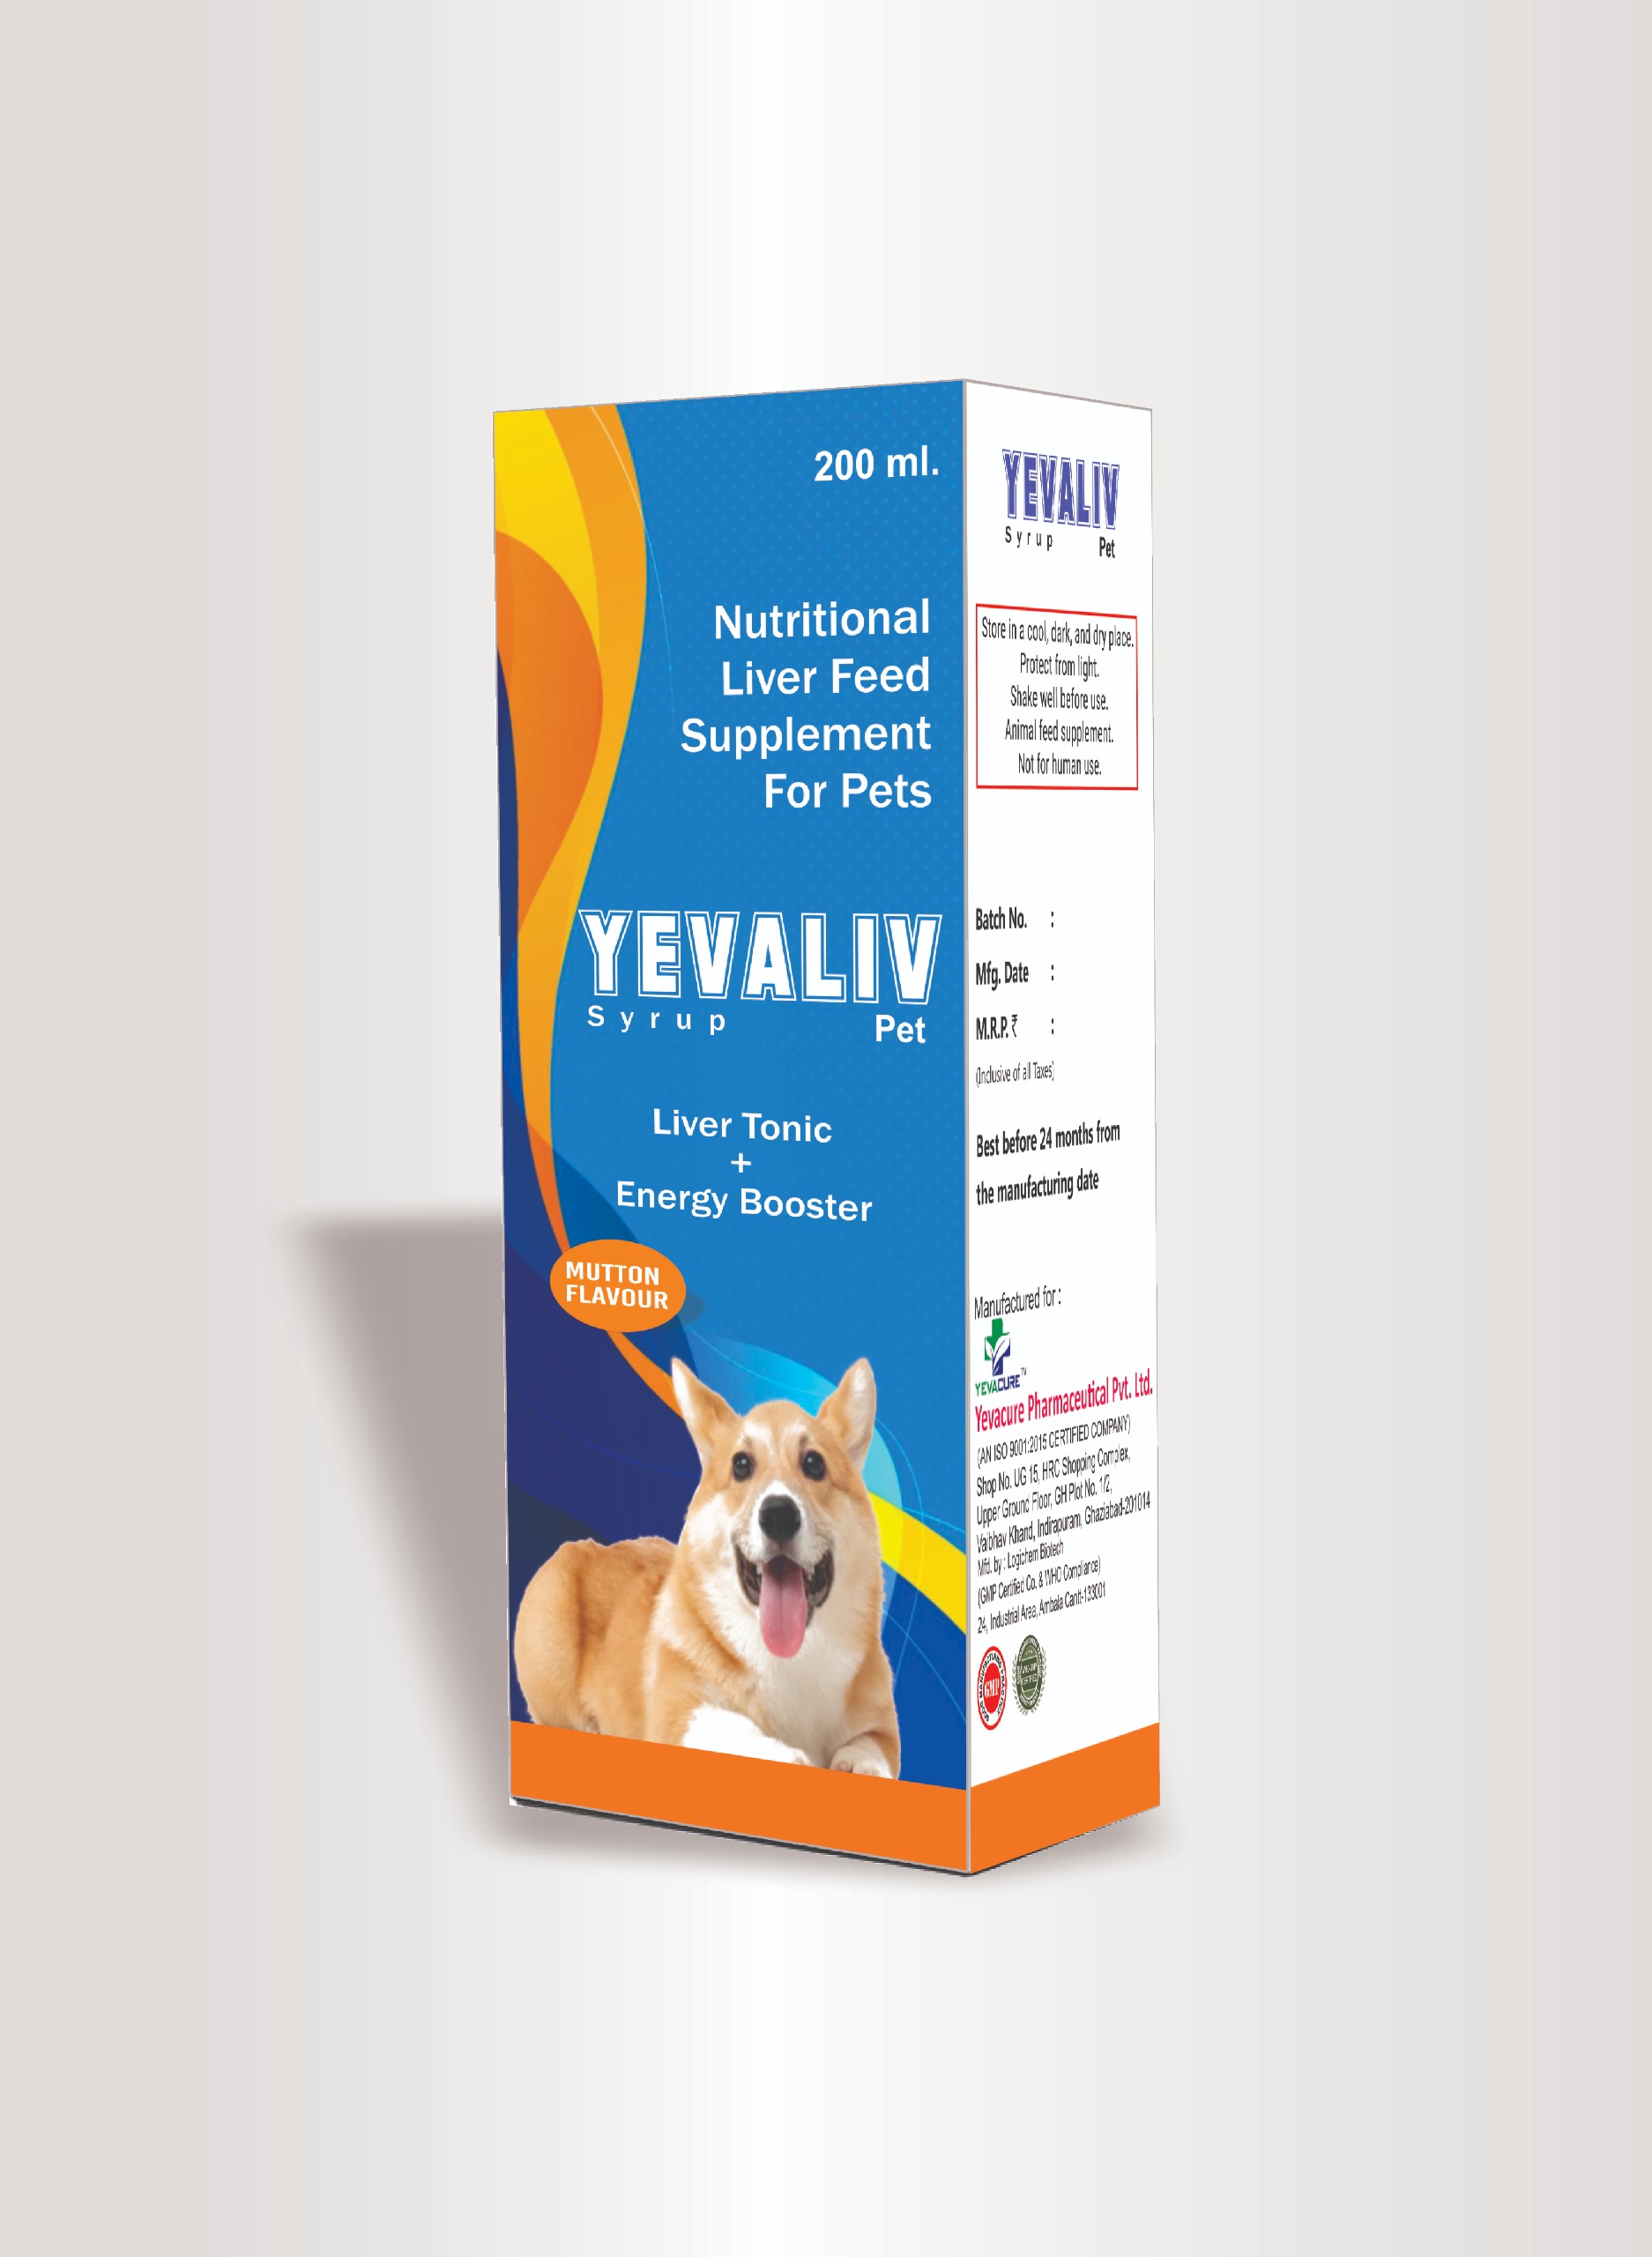 200 ml.
Nutritional
Liver Feed
Supplement
For Pets
YEVALIV
Syrup Pet
Liver Tonic
+
Energy Booster
MUTTON
FLAVOUR
YEVALIV
Syrup Pet
Store in a cool, dark, and dry place.
Protect from light.
Shake well before use.
Animal feed supplement.
Not for human use.
Batch No. :
Mfg. Date :
M.R.P. ₹ :
(Inclusive of all Taxes)
Best before 24 months from
the manufacturing date
Manufactured for :
YEVACURE™
Yevacure Pharmaceutical Pvt. Ltd.
(AN ISO 9001:2015 CERTIFIED COMPANY)
Shop No. UG 15, HRC Shopping Complex,
Upper Ground Floor, GH Plot No. 1/2,
Vaibhav Khand, Indirapuram, Ghaziabad-201014
Mfd. by : Logichem Biotech
(GMP Certified Co. & WHO Compliance)
24, Industrial Area, Ambala Cantt-133001
GMP